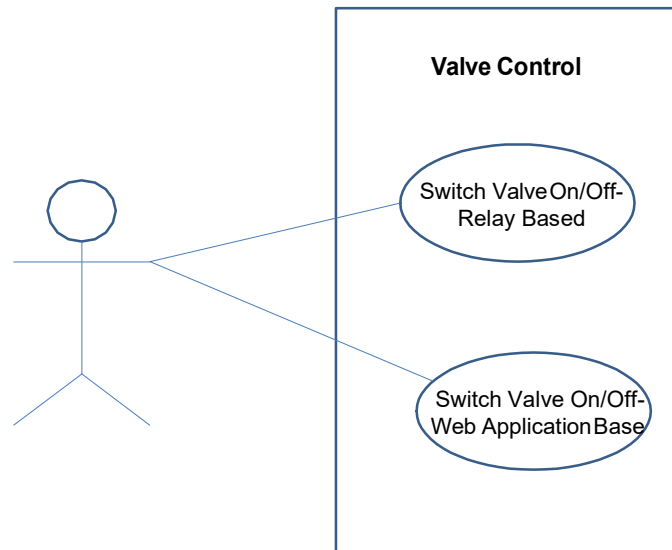 Valve Control
Switch Valve On/Off-
Relay Based
Switch Valve On/Off-
Web Application Base